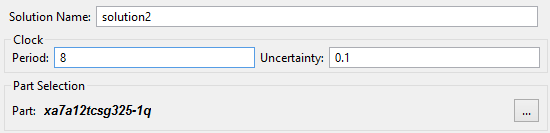 Solution Name: solution2
Clock
Period: 8 Uncertainty: 0.1
Part Selection
Part: xa7a12tcsg325-1q ...